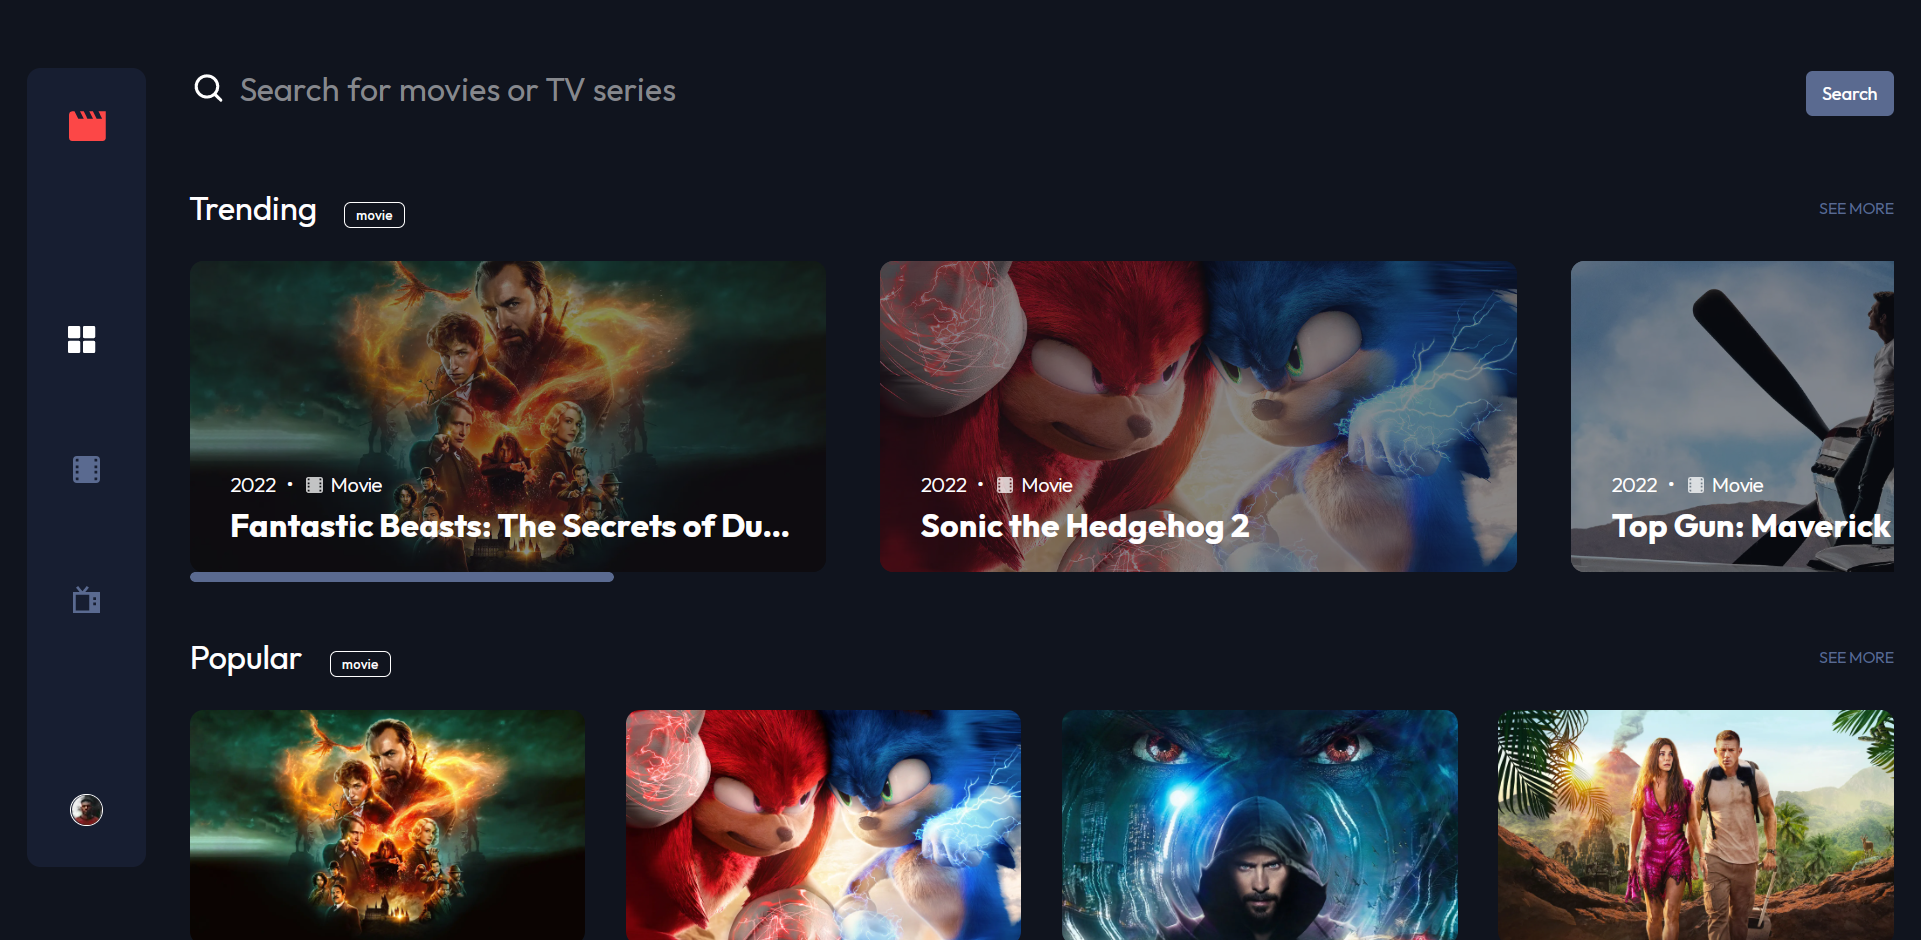 Search for movies or TV series
Search
Trending
movie
SEE MORE
2022 • Movie
Fantastic Beasts: The Secrets of Du...
2022 • Movie
Sonic the Hedgehog 2
2022 • Movie
Top Gun: Maverick
Popular
movie
SEE MORE